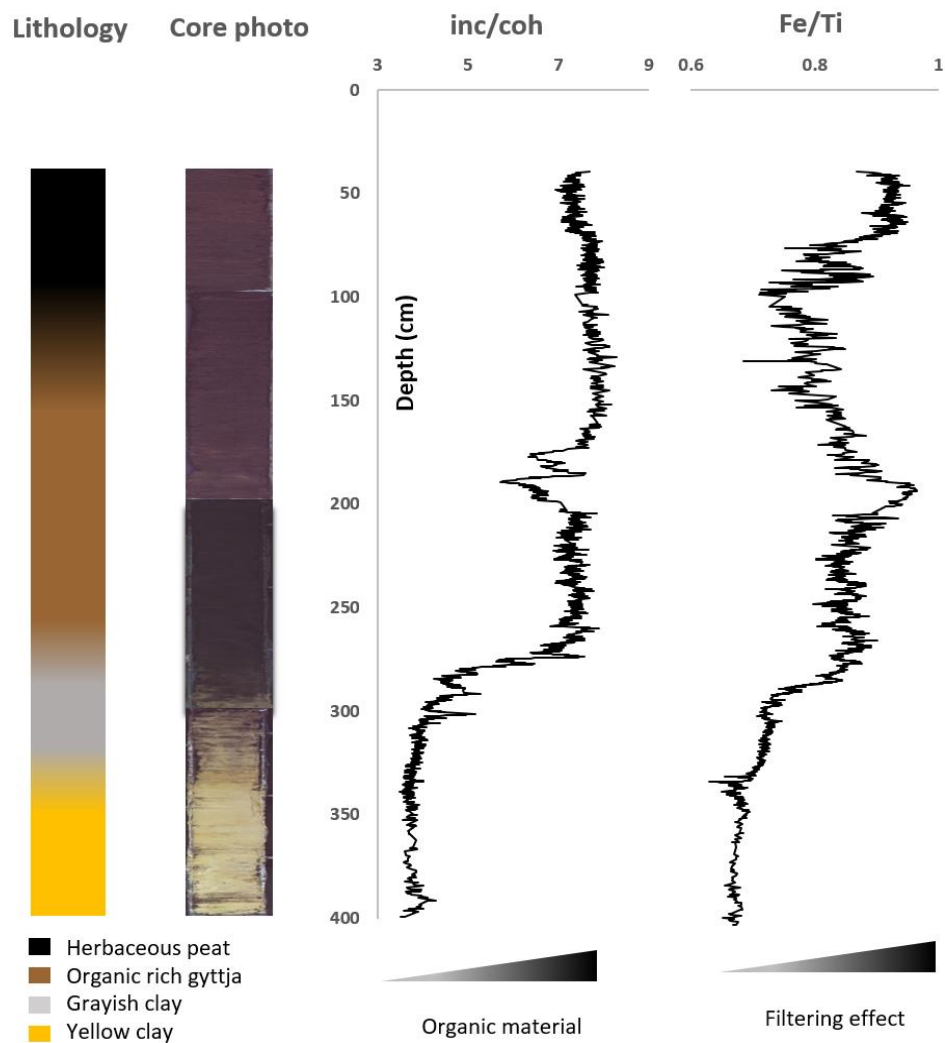 Lithology Core photo inc/coh Fe/Ti
3 5 7 9 0.6 0.8 1
0
50
100
150
200
250
300
350
400
Depth (cm)
Herbaceous peat
Organic rich gyttja
Grayish clay
Yellow clay
Organic material
Filtering effect